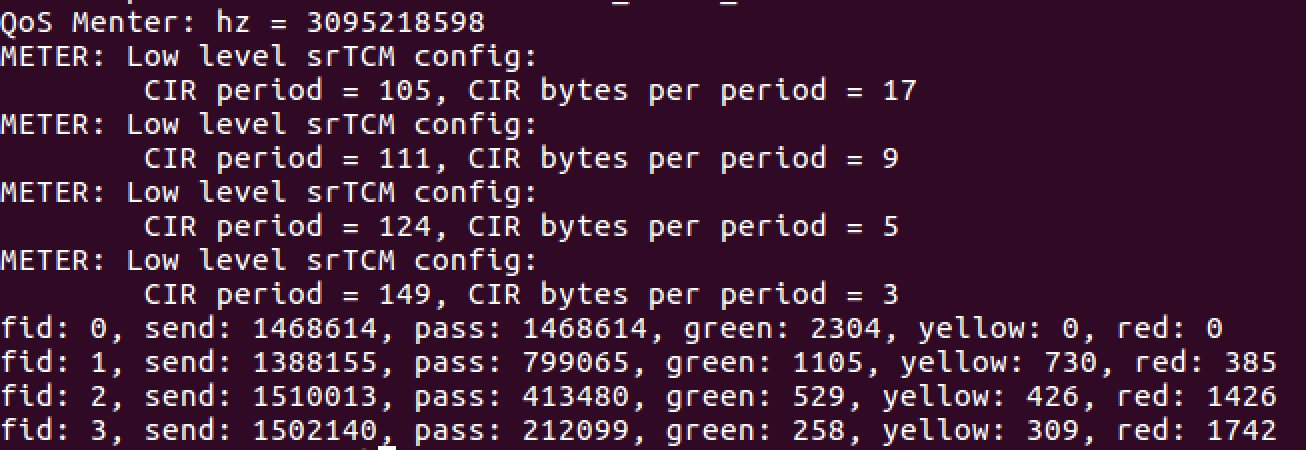 QoS Menter: hz = 3095218598
METER: Low level srTCM config:
CIR period = 105, CIR bytes per period = 17
METER: Low level srTCM config:
CIR period = 111, CIR bytes per period = 9
METER: Low level srTCM config:
CIR period = 124, CIR bytes per period = 5
METER: Low level srTCM config:
CIR period = 149, CIR bytes per period = 3
fid: 0, send: 1468614, pass: 1468614, green: 2304, yellow: 0, red: 0
fid: 1, send: 1388155, pass: 799065, green: 1105, yellow: 730, red: 385
fid: 2, send: 1510013, pass: 413480, green: 529, yellow: 426, red: 1426
fid: 3, send: 1502140, pass: 212099, green: 258, yellow: 309, red: 1742